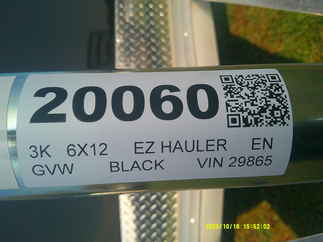 20060
3K 6X12 EZ HAULER EN
GVW BLACK VIN 29865